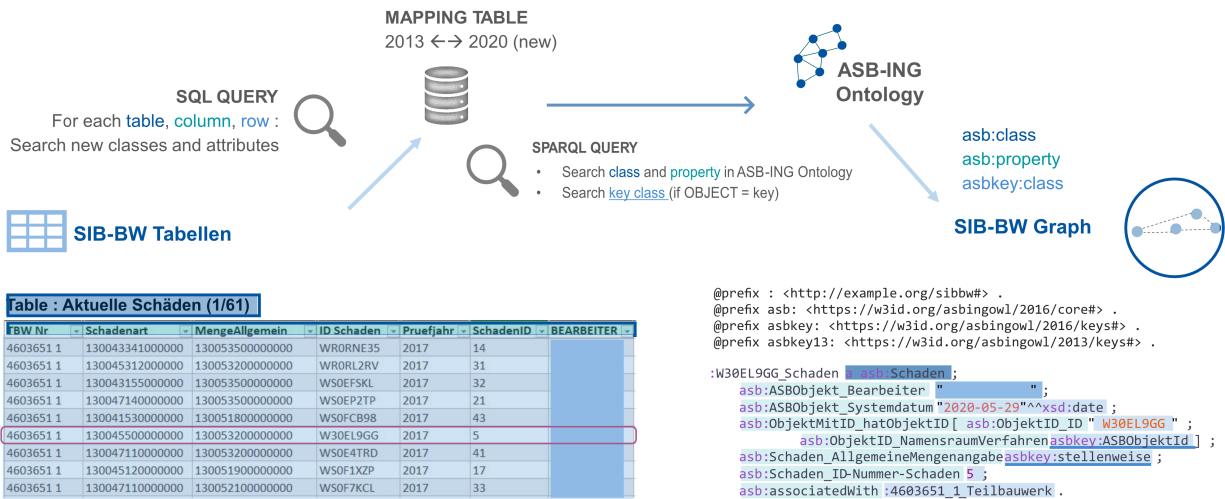 MAPPING TABLE
2013 ←→ 2020 (new)
SQL QUERY
For each table, column, row :
Search new classes and attributes
SPARQL QUERY
• Search class and property in ASB-ING Ontology
• Search key class (if OBJECT = key)
ASB-ING
Ontology
asb:class
asb:property
asbkey:class
SIB-BW Tabellen
SIB-BW Graph
Table : Aktuelle Schäden (1/61)
TBW Nr Schadenart MengeAllgemein ID Schaden Pruefjahr SchadenID BEARBEITER
4603651 1 130043341000000 130053500000000 WR0RNE35 2017 14
4603651 1 130045312000000 130053200000000 WR0RL2RV 2017 31
4603651 1 130043155000000 130053500000000 WS0EFSKL 2017 32
4603651 1 130047140000000 130053500000000 WS0EP2TP 2017 21
4603651 1 130041530000000 130051800000000 WS0FCB98 2017 43
4603651 1 130045500000000 130053200000000 W30EL9GG 2017 5
4603651 1 130047110000000 130053200000000 WS0E4TRD 2017 41
4603651 1 130045120000000 130051900000000 WS0F1XZP 2017 17
4603651 1 130047110000000 130052100000000 WS0F7KCL 2017 33
@prefix : <http://example.org/sibbw#> .
@prefix asb: <https://w3id.org/asbingowl/2016/core#> .
@prefix asbkey: <https://w3id.org/asbingowl/2016/keys#> .
@prefix asbkey13: <https://w3id.org/asbingowl/2013/keys#> .
:W30EL9GG_Schaden a asb:Schaden ;
asb:ASBObjekt_Bearbeiter " " ;
asb:ASBObjekt_Systemdatum "2020-05-29"^^xsd:date ;
asb:ObjektMitID_hatObjektID [ asb:ObjektID_ID " W30EL9GG " ;
asb:ObjektID_NamensraumVerfahren asbkey:ASBObjektId ] ;
asb:Schaden_AllgemeineMengenangabe asbkey:stellenweise ;
asb:Schaden_ID-Nummer-Schaden 5 ;
asb:associatedWith :4603651_1_Teilbauwerk .